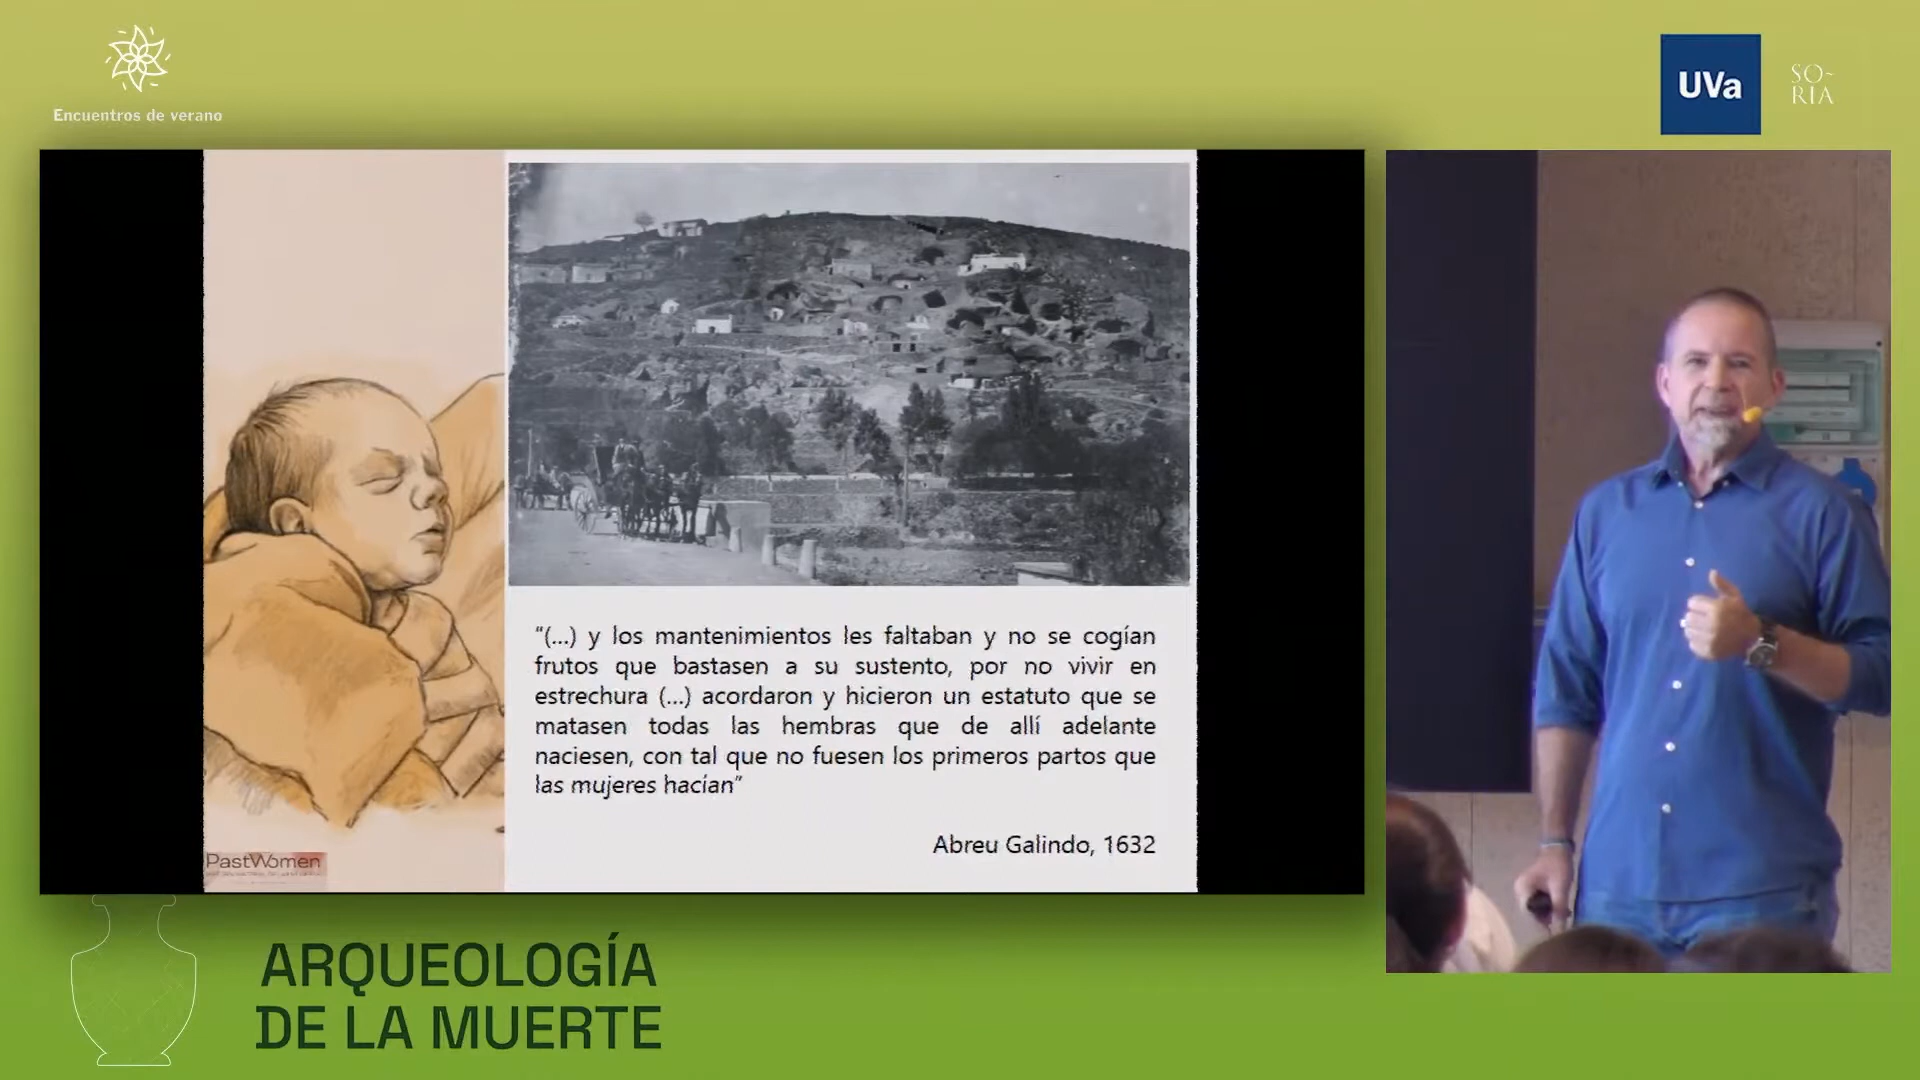 Encuentros de verano
UVa
SO-
RIA
"(...) y los mantenimientos les faltaban y no se cogían
frutos que bastasen a su sustento, por no vivir en
estrechura (...) acordaron y hicieron un estatuto que se
matasen todas las hembras que de allí adelante
naciesen, con tal que no fuesen los primeros partos que
las mujeres hacían"
Abreu Galindo, 1632
PastWomen
ARQUEOLOGÍA
DE LA MUERTE